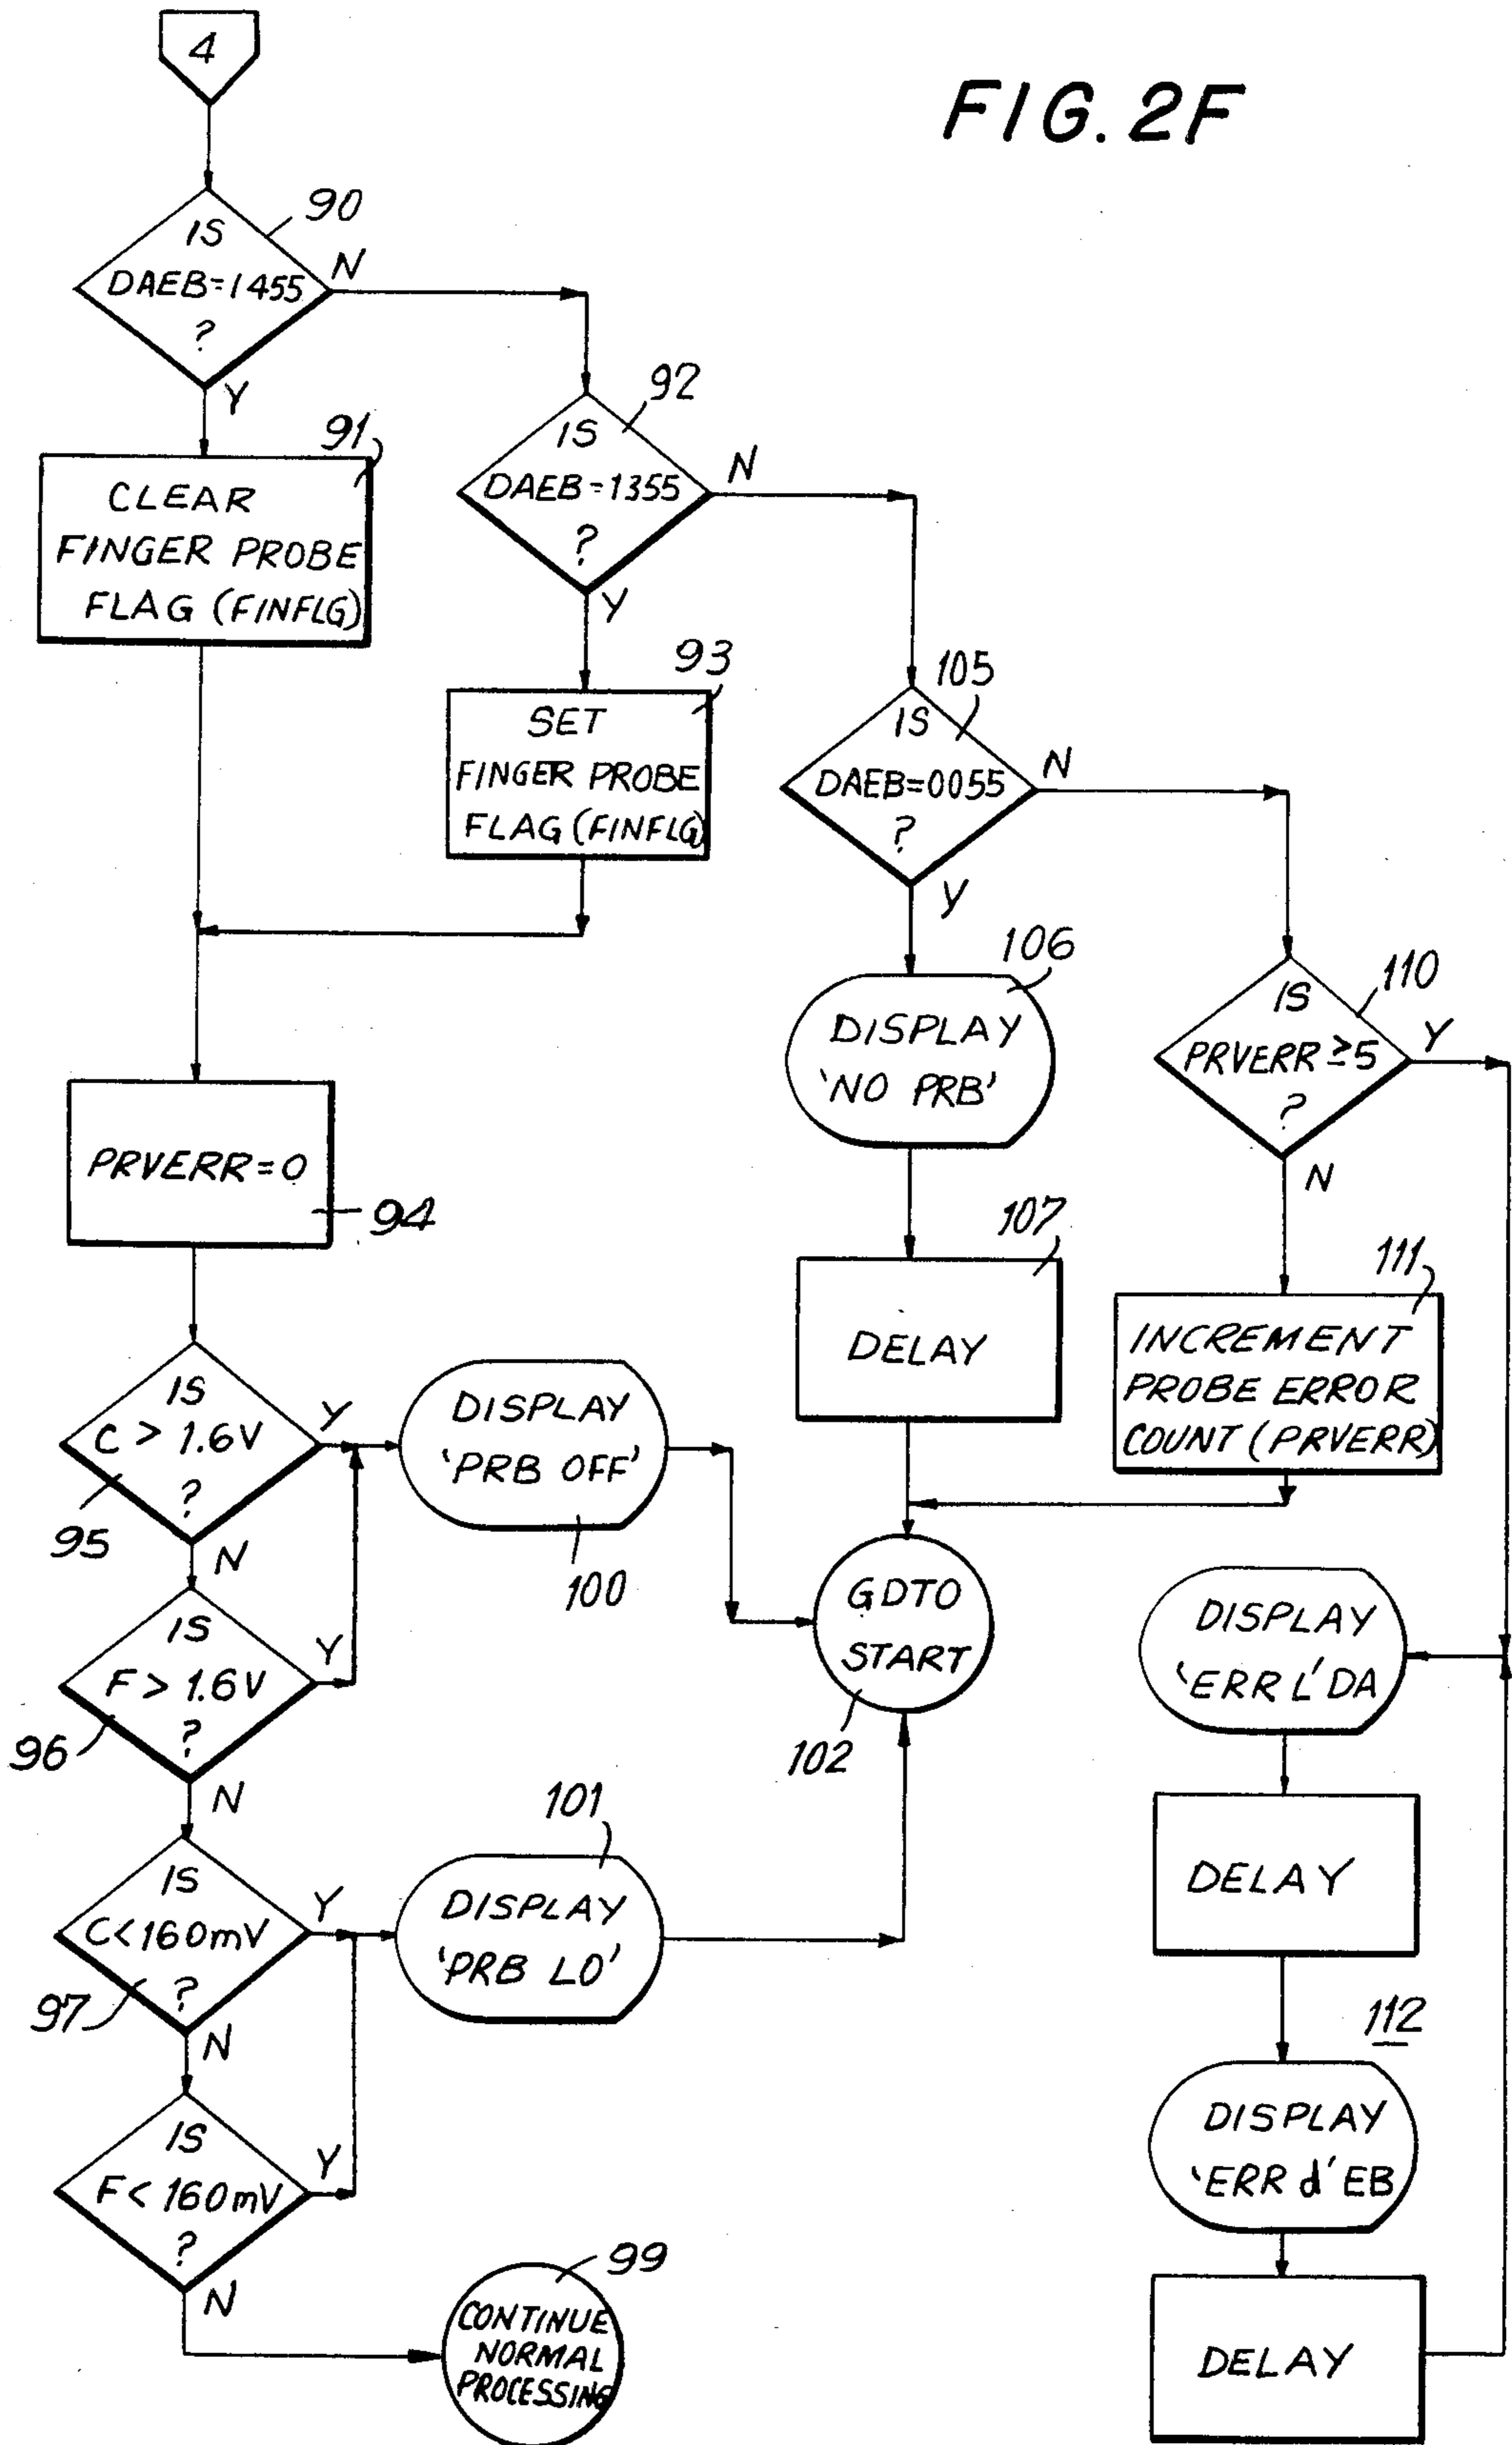 4
FIG. 2F
90
IS
DAEB=1455
?
N
Y
92
IS
DAEB=1355
?
N
Y
91
CLEAR
FINGER PROBE
FLAG (FINFLG)
93
SET
FINGER PROBE
FLAG (FINFLG)
105
IS
DAEB=0055
?
N
Y
106
DISPLAY
'NO PRB'
110
IS
PRVERR ≥5
?
Y
N
PRVERR=0
94
107
DELAY
111
INCREMENT
PROBE ERROR
COUNT (PRVERR)
IS
C > 1.6V
?
Y
95
N
DISPLAY
'PRB OFF'
100
IS
F > 1.6V
?
Y
96
N
GDTO
START
102
DISPLAY
'ERR L'DA
DELAY
IS
C<160mV
?
Y
97
N
101
DISPLAY
'PRB LO'
112
DISPLAY
'ERR d'EB
IS
F< 160mV
?
Y
N
99
CONTINUE
NORMAL
PROCESSING
DELAY